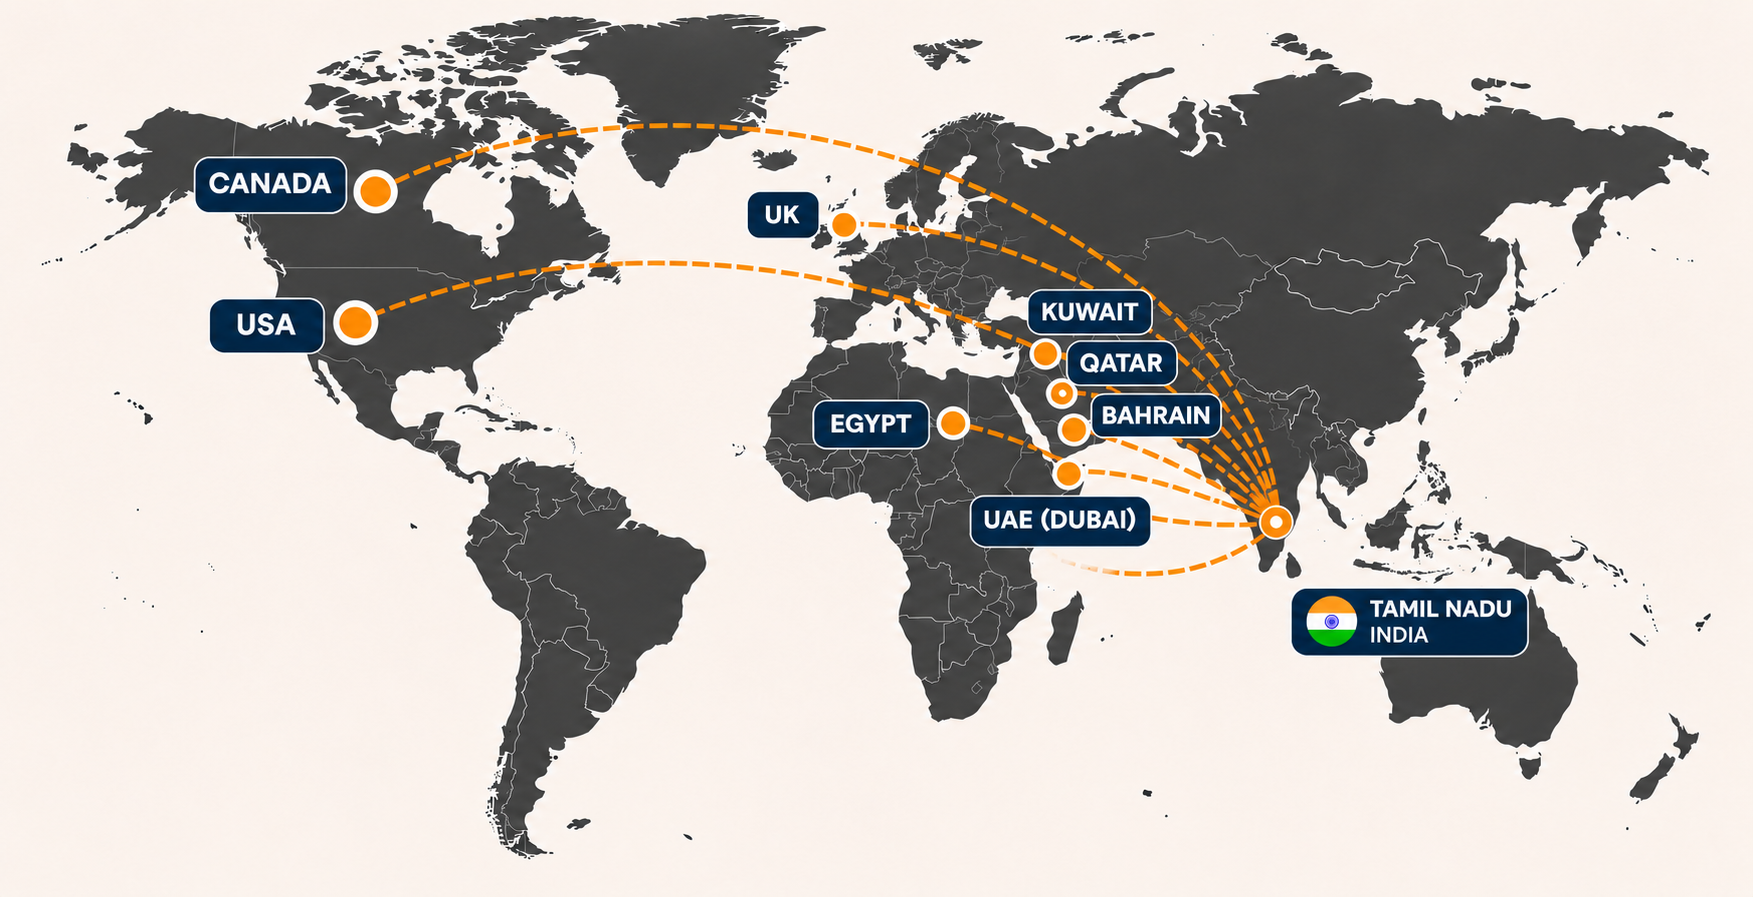 CANADA
UK
USA
KUWAIT
QATAR
BAHRAIN
EGYPT
UAE (DUBAI)
TAMIL NADU
INDIA